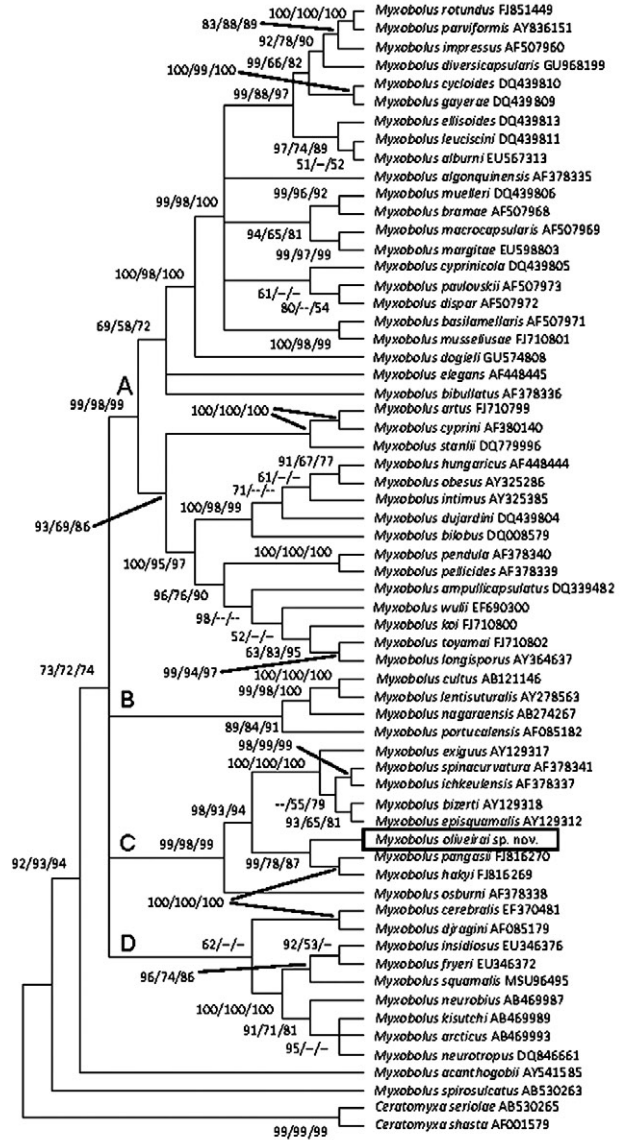 100/100/100
Myxobolus rotundus FJ851449
83/88/89
Myxobolus parviformis AY836151
92/78/90
Myxobolus impressus AF507960
99/66/82
Myxobolus diversicapsularis GU968199
100/99/100
Myxobolus cycloides DQ439810
99/88/97
Myxobolus gayerae DQ439809
Myxobolus ellisoides DQ439813
97/74/89
Myxobolus leuciscini DQ439811
51/–/52
Myxobolus alburni EU567313
Myxobolus algonquinensis AF378335
99/98/100
99/96/92
Myxobolus muelleri DQ439806
Myxobolus bramae AF507968
94/65/81
Myxobolus macrocapsularis AF507969
99/97/99
Myxobolus margitae EU598803
Myxobolus cyprinicola DQ439805
100/98/100
61/–/–
Myxobolus pavlovskii AF507973
80/--/54
Myxobolus dispar AF507972
69/58/72
Myxobolus basilamellaris AF507971
100/98/99
Myxobolus musseliusae FJ710801
Myxobolus dogieli GU574808
Myxobolus elegans AF448445
A
Myxobolus bibullatus AF378336
99/98/99
100/100/100
Myxobolus artus FJ710799
Myxobolus cyprini AF380140
Myxobolus stanlii DQ779996
91/67/77
Myxobolus hungaricus AF448444
61/–/–
Myxobolus obesus AY325286
71/--/--
Myxobolus intimus AY325385
100/98/99
Myxobolus dujardini DQ439804
93/69/86
Myxobolus bilobus DQ008579
100/95/97
100/100/100
Myxobolus pendula AF378340
Myxobolus pellicides AF378339
96/76/90
Myxobolus ampullicapsulatus DQ339482
98/--/--
Myxobolus wulii EF690300
Myxobolus koi FJ710800
52/–/–
Myxobolus toyamai FJ710802
63/83/95
Myxobolus longisporus AY364637
99/94/97
73/72/74
100/100/100
Myxobolus cultus AB121146
99/98/100
Myxobolus lentisuturalis AY278563
B
Myxobolus nagaraensis AB274267
89/84/91
Myxobolus portucalensis AF085182
98/99/99
Myxobolus exiguus AY129317
100/100/100
Myxobolus spinacurvatura AF378341
Myxobolus ichkeulensis AF378337
--/55/79
Myxobolus bizerti AY129318
98/93/94
93/65/81
Myxobolus episquamalis AY129312
C
Myxobolus oliveirai sp. nov.
99/98/99
99/78/87
Myxobolus pangasii FJ816270
92/93/94
Myxobolus hakyi FJ816269
Myxobolus osburni AF378338
100/100/100
Myxobolus cerebralis EF370481
Myxobolus djragini AF085179
D
62/–/–
92/53/–
Myxobolus insidiosus EU346376
Myxobolus fryeri EU346372
96/74/86
Myxobolus squamalis MSU96495
Myxobolus neurobius AB469987
100/100/100
Myxobolus kisutchi AB469989
91/71/81
Myxobolus arcticus AB469993
95/–/–
Myxobolus neurotropus DQ846661
Myxobolus acanthogobii AY541585
Myxobolus spirosulcatus AB530263
Ceratomyxa seriolae AB530265
Ceratomyxa shasta AF001579
99/99/99